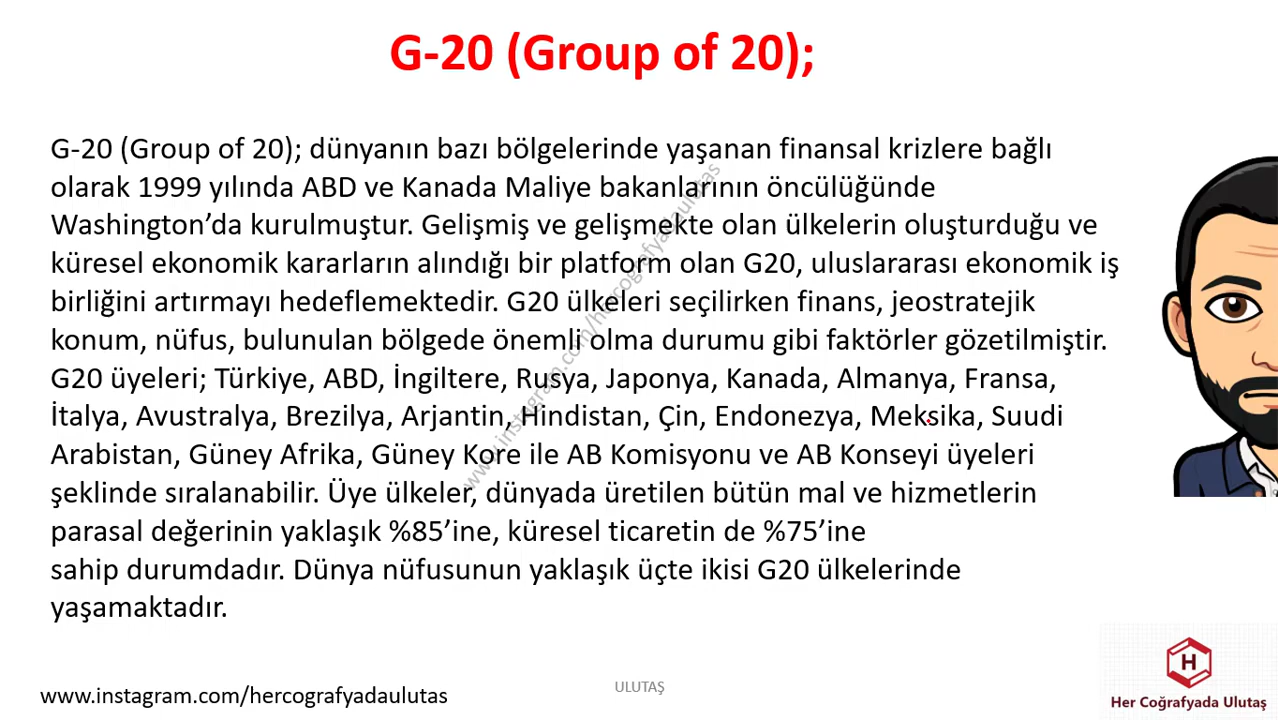 G-20 (Group of 20);
G-20 (Group of 20); dünyanın bazı bölgelerinde yaşanan finansal krizlere bağlı
olarak 1999 yılında ABD ve Kanada Maliye bakanlarının öncülüğünde
Washington’da kurulmuştur. Gelişmiş ve gelişmekte olan ülkelerin oluşturduğu ve
küresel ekonomik kararların alındığı bir platform olan G20, uluslararası ekonomik iş
birliğini artırmayı hedeflemektedir. G20 ülkeleri seçilirken finans, jeostratejik
konum, nüfus, bulunulan bölgede önemli olma durumu gibi faktörler gözetilmiştir.
G20 üyeleri; Türkiye, ABD, İngiltere, Rusya, Japonya, Kanada, Almanya, Fransa,
İtalya, Avustralya, Brezilya, Arjantin, Hindistan, Çin, Endonezya, Meksika, Suudi
Arabistan, Güney Afrika, Güney Kore ile AB Komisyonu ve AB Konseyi üyeleri
şeklinde sıralanabilir. Üye ülkeler, dünyada üretilen bütün mal ve hizmetlerin
parasal değerinin yaklaşık %85’ine, küresel ticaretin de %75’ine
sahip durumdadır. Dünya nüfusunun yaklaşık üçte ikisi G20 ülkelerinde
yaşamaktadır.
www.instagram.com/hercografyadaulutas
www.instagram.com/hercografyadaulutas
ULUTAŞ
H
Her Coğrafyada Ulutaş